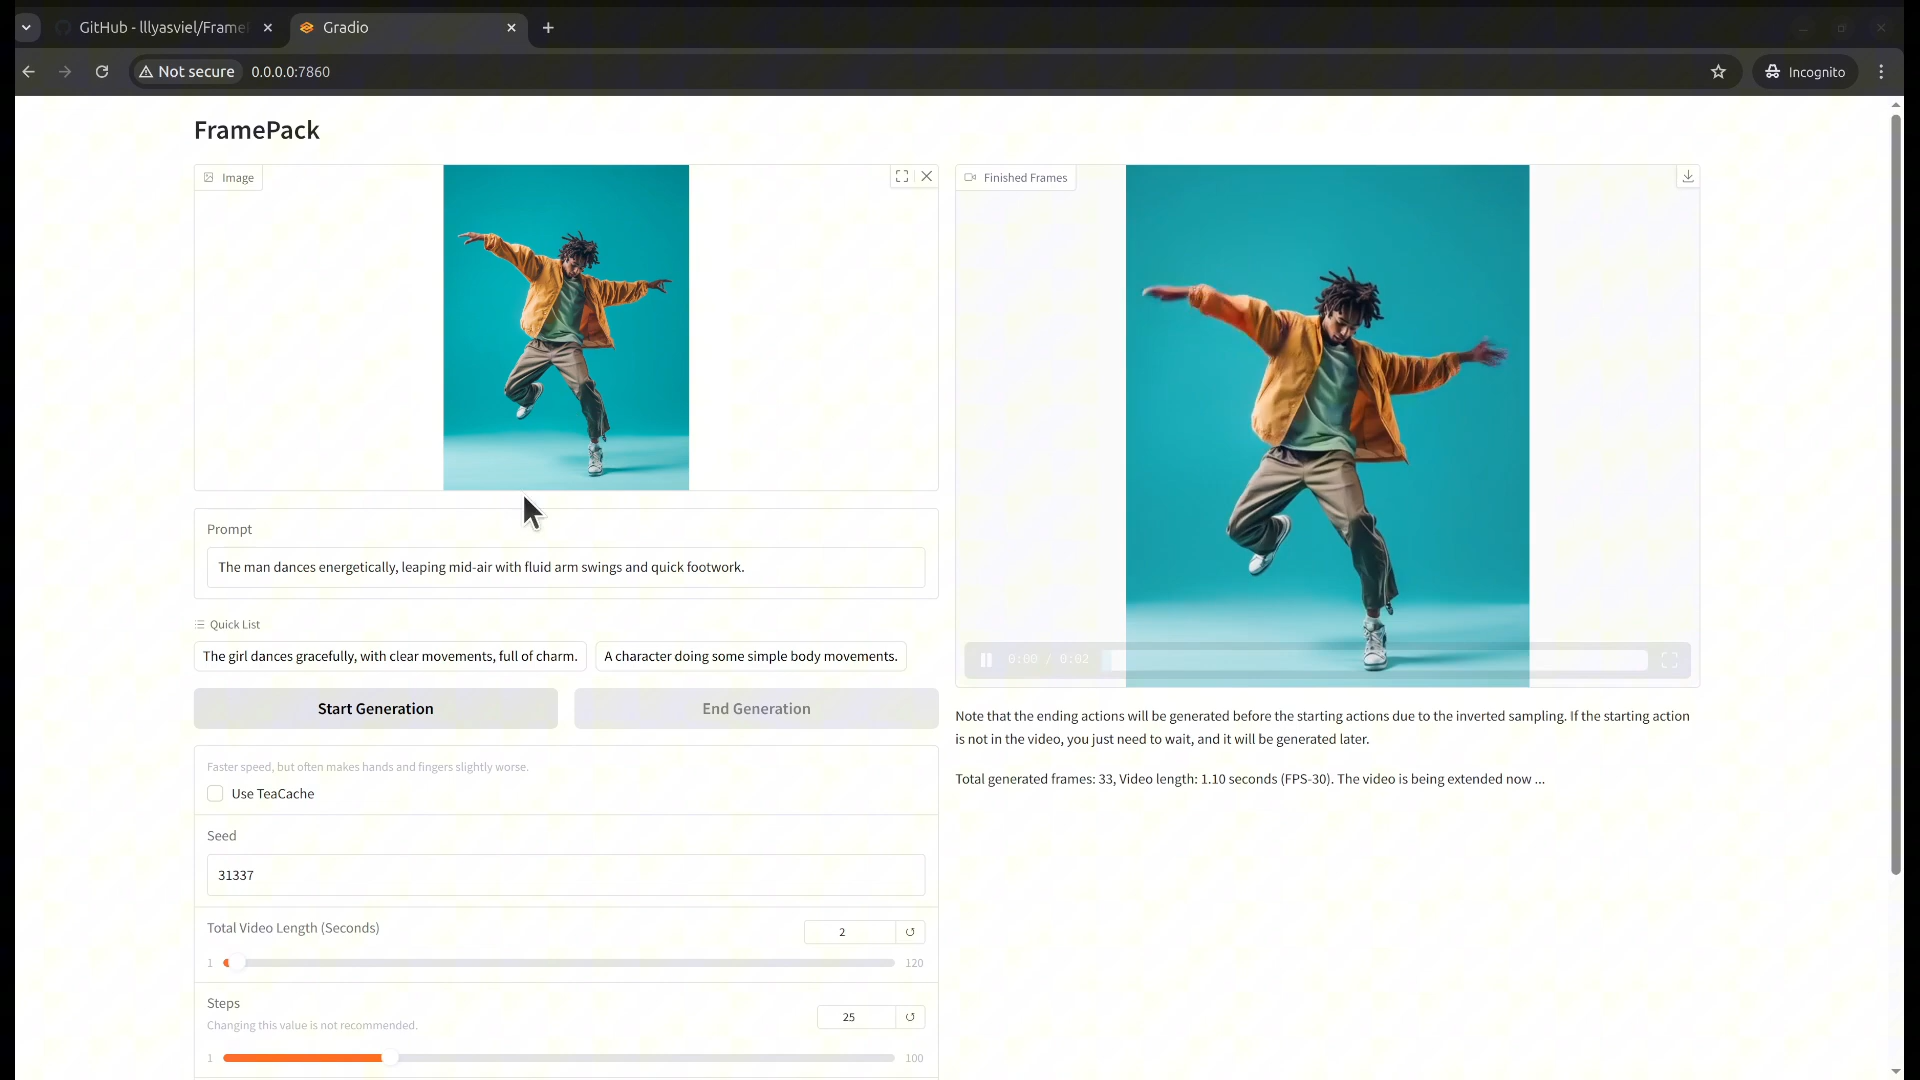 GitHub - lllyasviel/Frame
Gradio
Not secure
0.0.0.0:7860
Incognito
FramePack
Image
Finished Frames
0:00 / 0:02
Prompt
The man dances energetically, leaping mid-air with fluid arm swings and quick footwork.
Quick List
The girl dances gracefully, with clear movements, full of charm.
A character doing some simple body movements.
Start Generation
End Generation
Note that the ending actions will be generated before the starting actions due to the inverted sampling. If the starting action
is not in the video, you just need to wait, and it will be generated later.
Total generated frames: 33, Video length: 1.10 seconds (FPS-30). The video is being extended now ...
Faster speed, but often makes hands and fingers slightly worse.
Use TeaCache
Seed
31337
Total Video Length (Seconds)
2
1
120
Steps
Changing this value is not recommended.
25
1
100